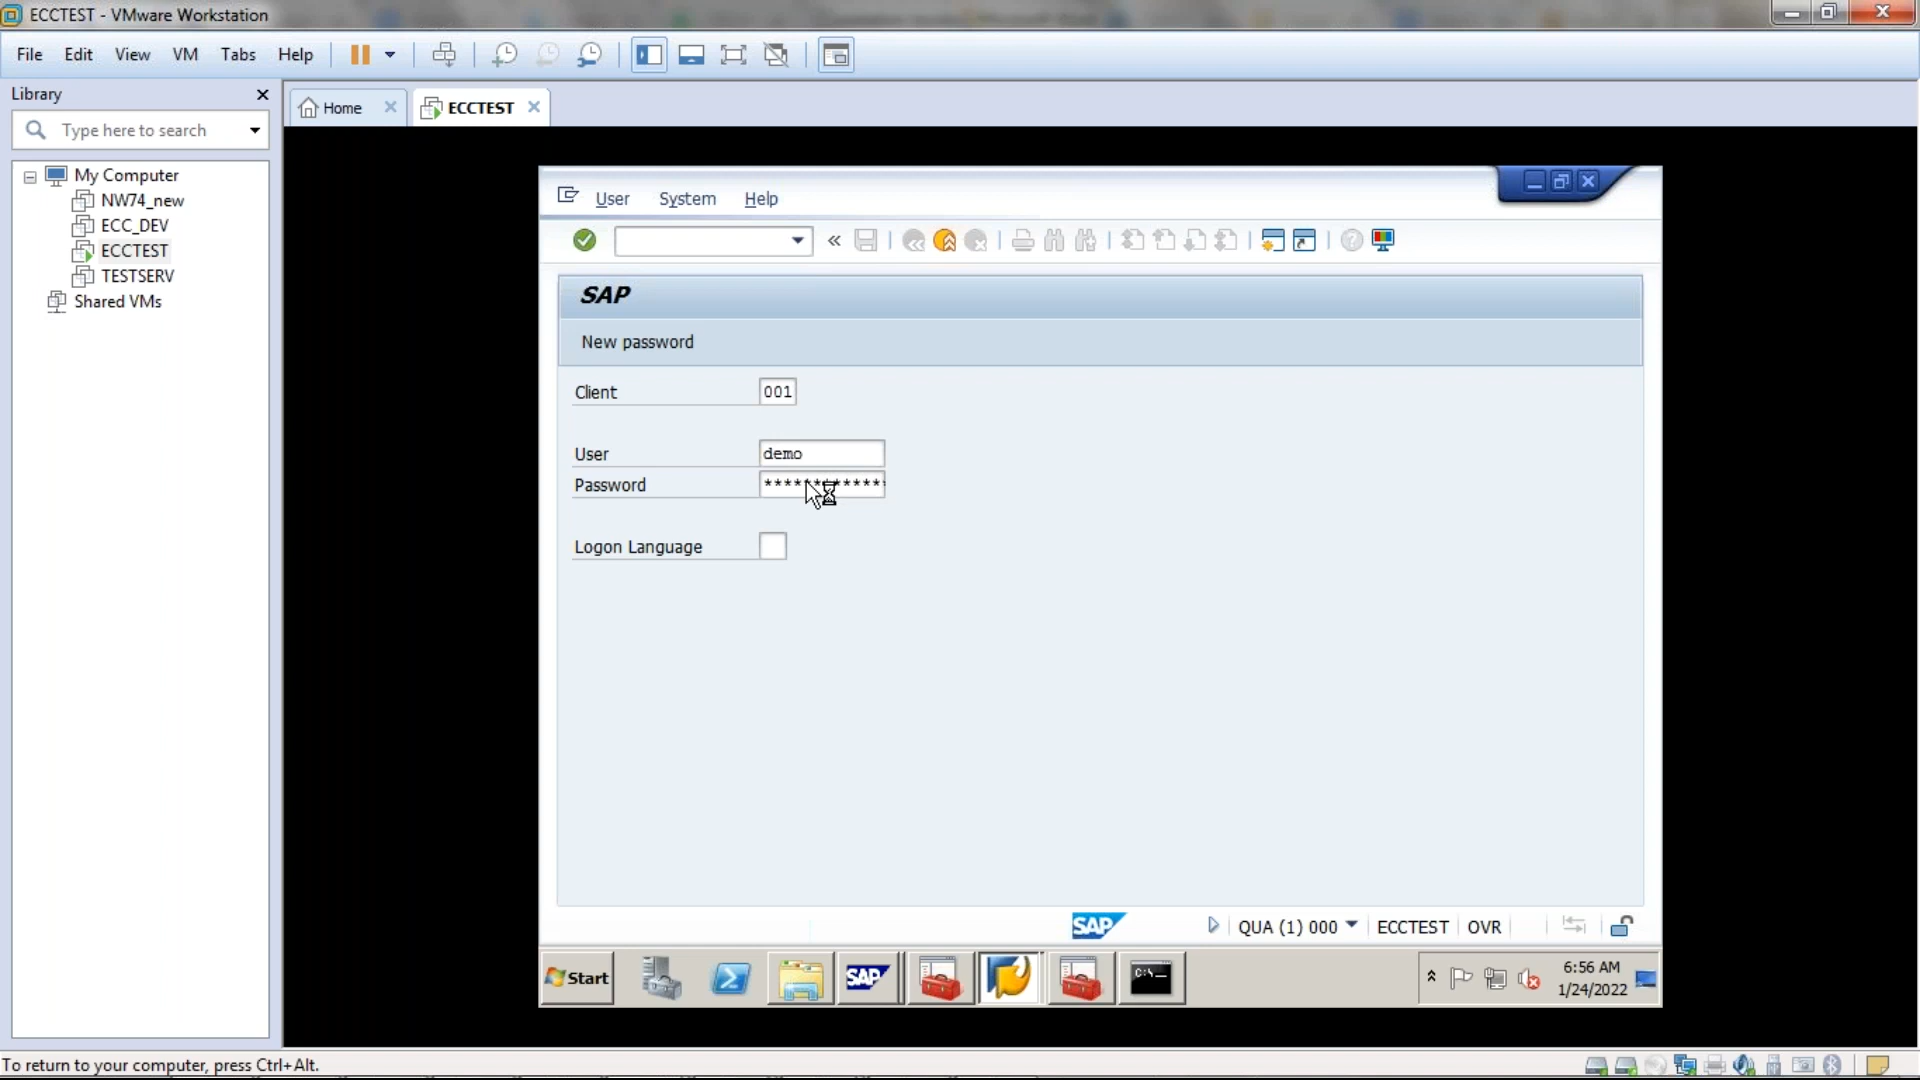 ECCTEST - VMware Workstation
File Edit View VM Tabs Help
Library
Type here to search
My Computer
NW74_new
ECC_DEV
ECCTEST
TESTSERV
Shared VMs
Home
ECCTEST
User System Help
SAP
New password
Client 001
User demo
Password ************
Logon Language
SAP
QUA (1) 000 ECCTEST OVR
Start
SAP
C:\_
6:56 AM
1/24/2022
To return to your computer, press Ctrl+Alt.